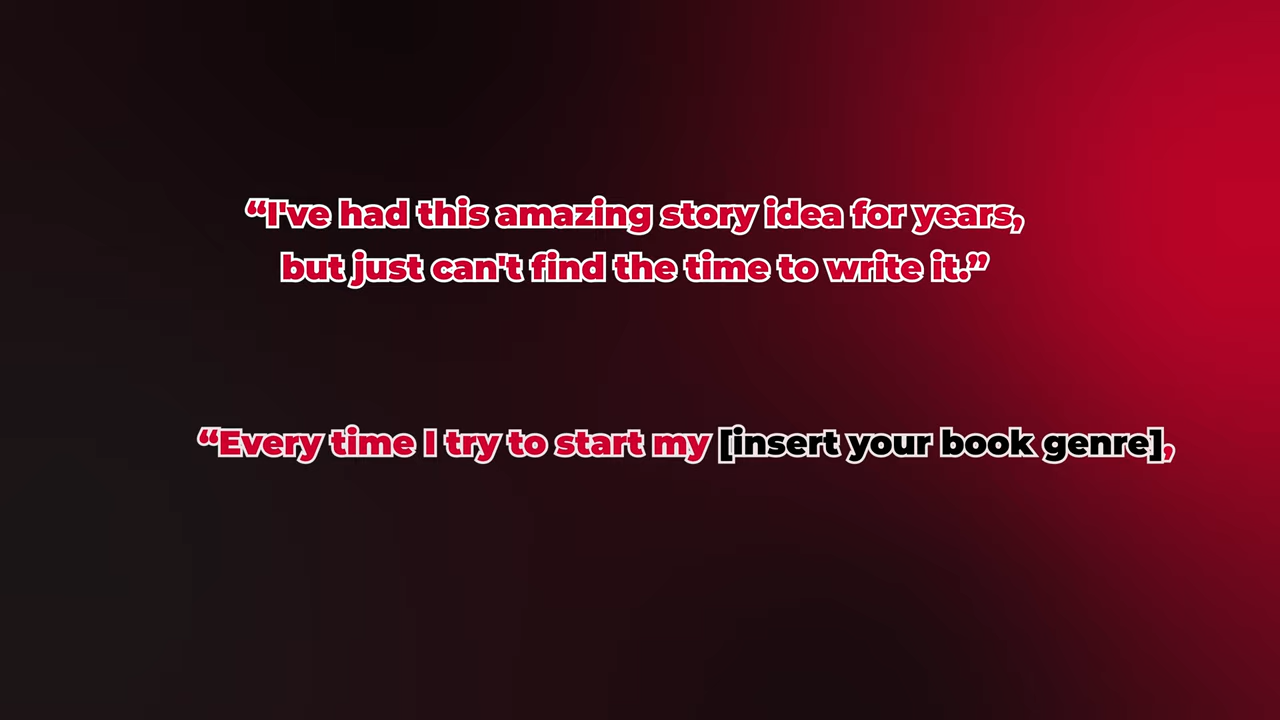 “I've had this amazing story idea for years,
but just can't find the time to write it.”
“Every time I try to start my [insert your book genre],